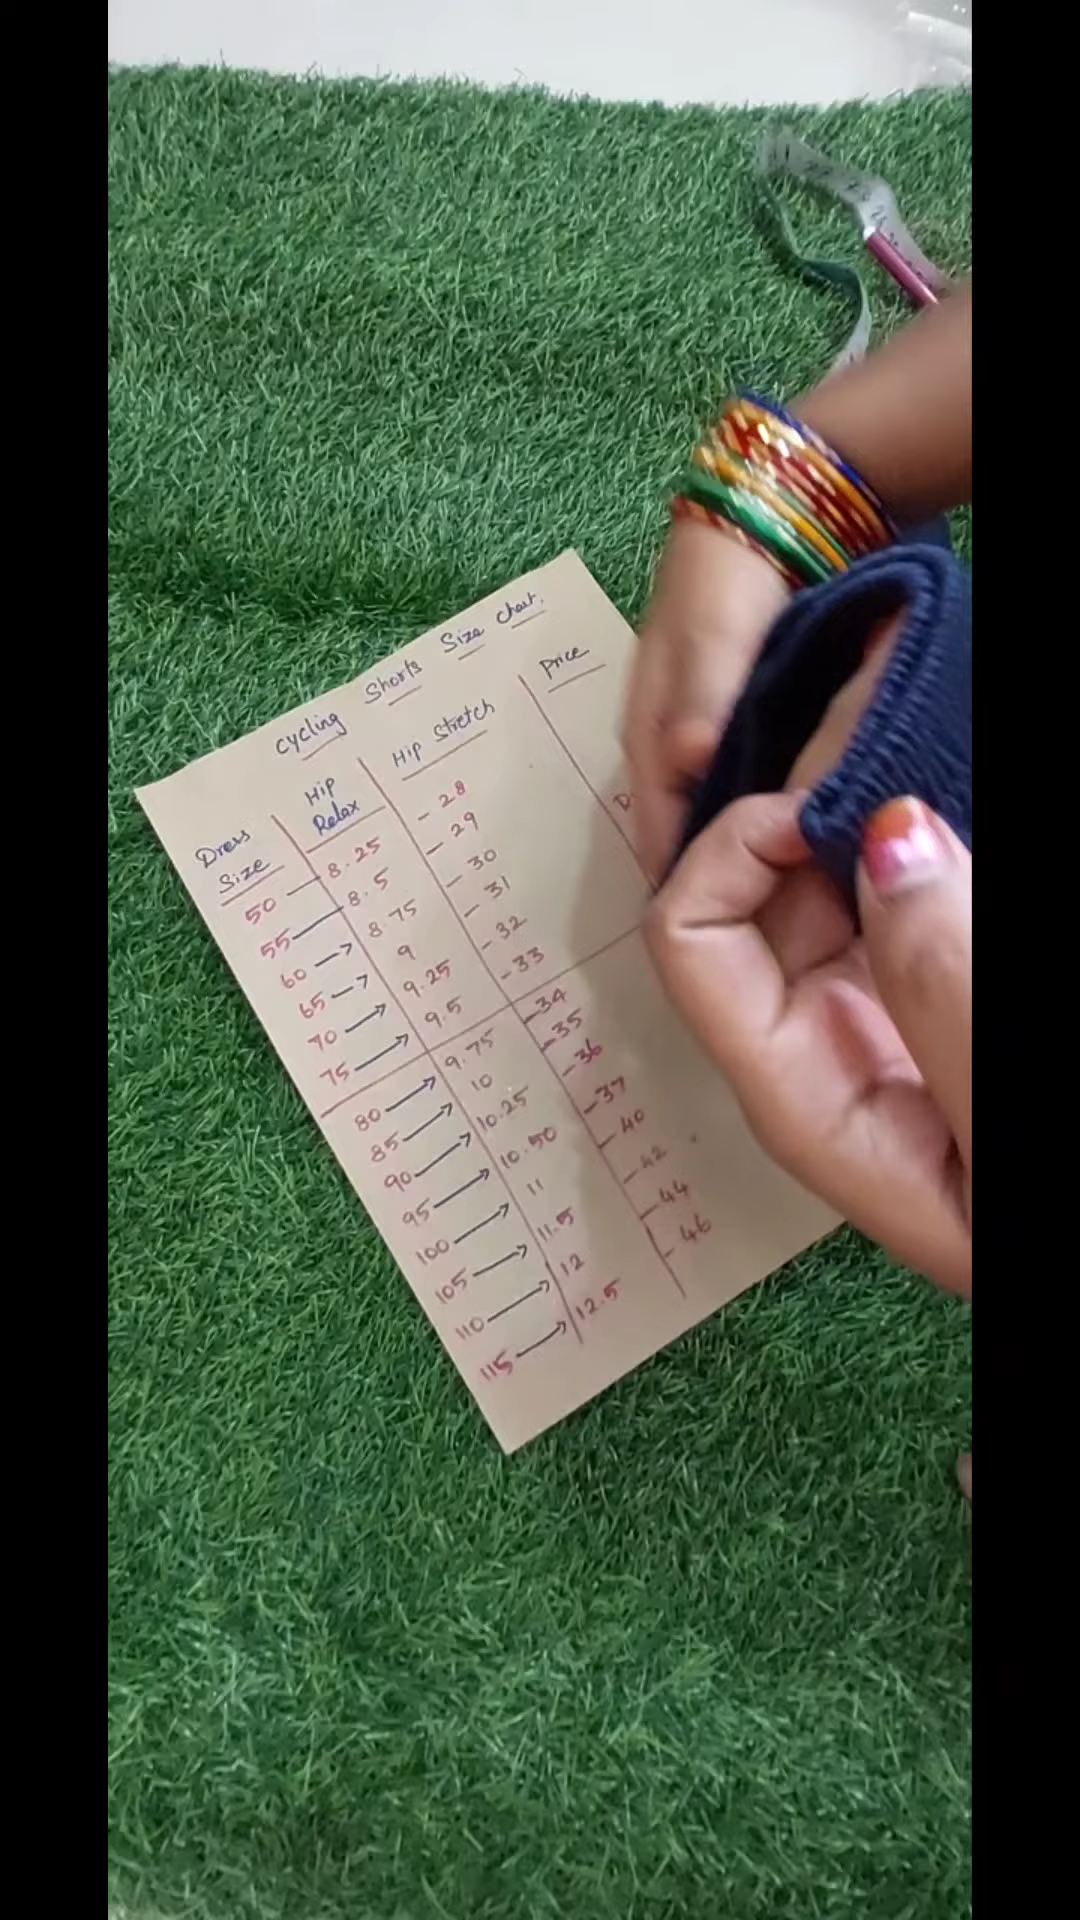 Cycling Shorts Size Chart.
Dress Size Hip Relax Hip Stretch Price
50 — 8.25 - 28
55 — 8.5 - 29
60 → 8.75 - 30
65 → 9 - 31
70 → 9.25 - 32
75 → 9.5 - 33
80 → 9.75 - 34
85 → 10 - 35
90 → 10.25 - 36
95 → 10.50 - 37
100 → 11 - 40
105 → 11.5 - 42
110 → 12 - 44
115 → 12.5 - 46